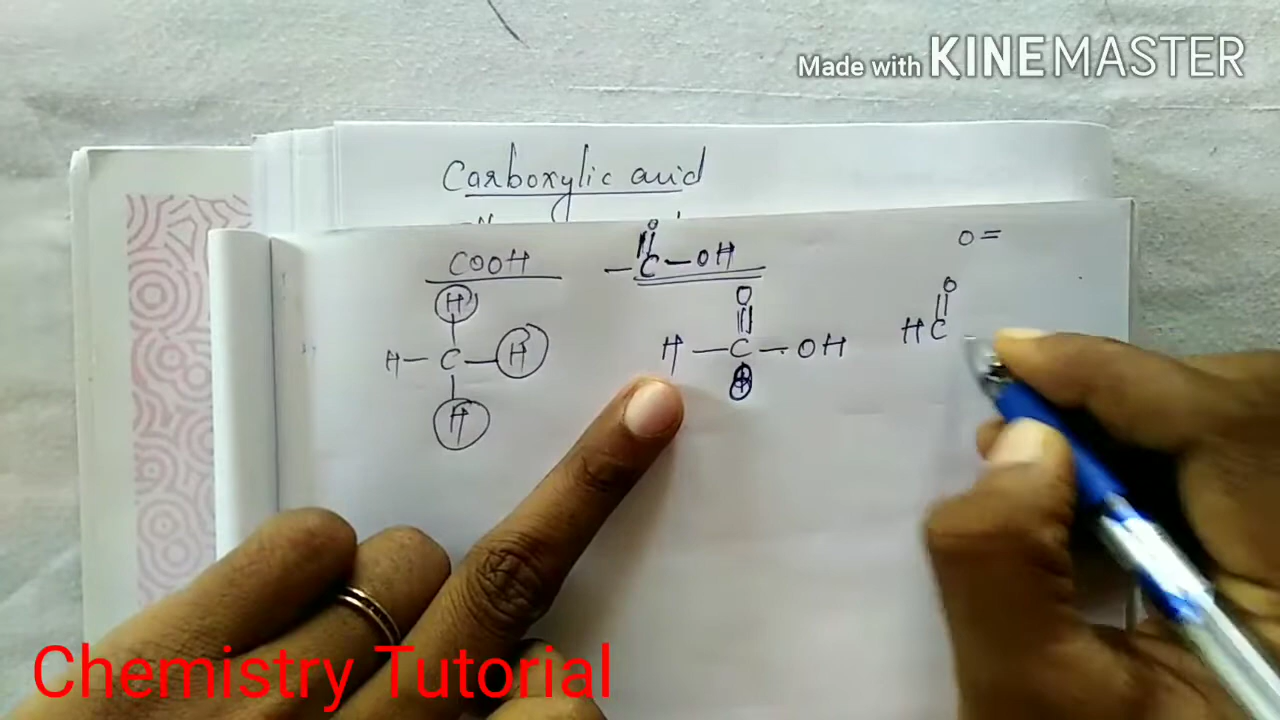 Made with KINEMASTER
Carboxylic acid
COOH
O
||
—C—OH
O=
H
|
H—C—H
|
H
O
||
H—C—OH
O
||
HC
Chemistry Tutorial